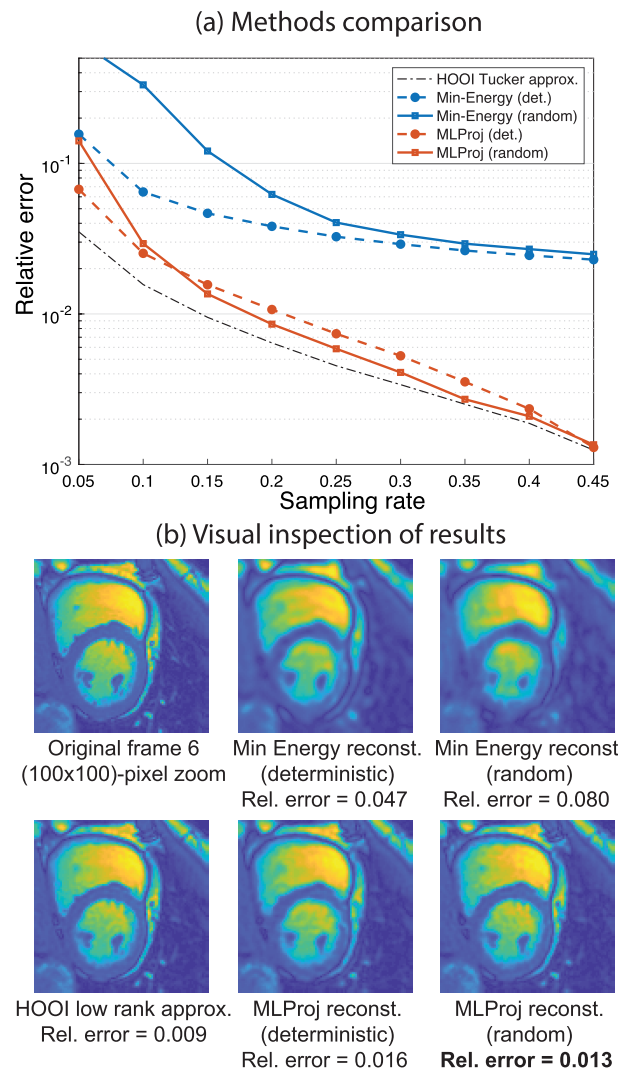 (a) Methods comparison
HOOI Tucker approx.
Min-Energy (det.)
Min-Energy (random)
MLProj (det.)
MLProj (random)
Relative error
10-1
10-2
10-3
0.05 0.1 0.15 0.2 0.25 0.3 0.35 0.4 0.45
Sampling rate
(b) Visual inspection of results
Original frame 6
(100x100)-pixel zoom
Min Energy reconst.
(deterministic)
Rel. error = 0.047
Min Energy reconst
(random)
Rel. error = 0.080
HOOI low rank approx.
Rel. error = 0.009
MLProj reconst.
(deterministic)
Rel. error = 0.016
MLProj reconst.
(random)
Rel. error = 0.013